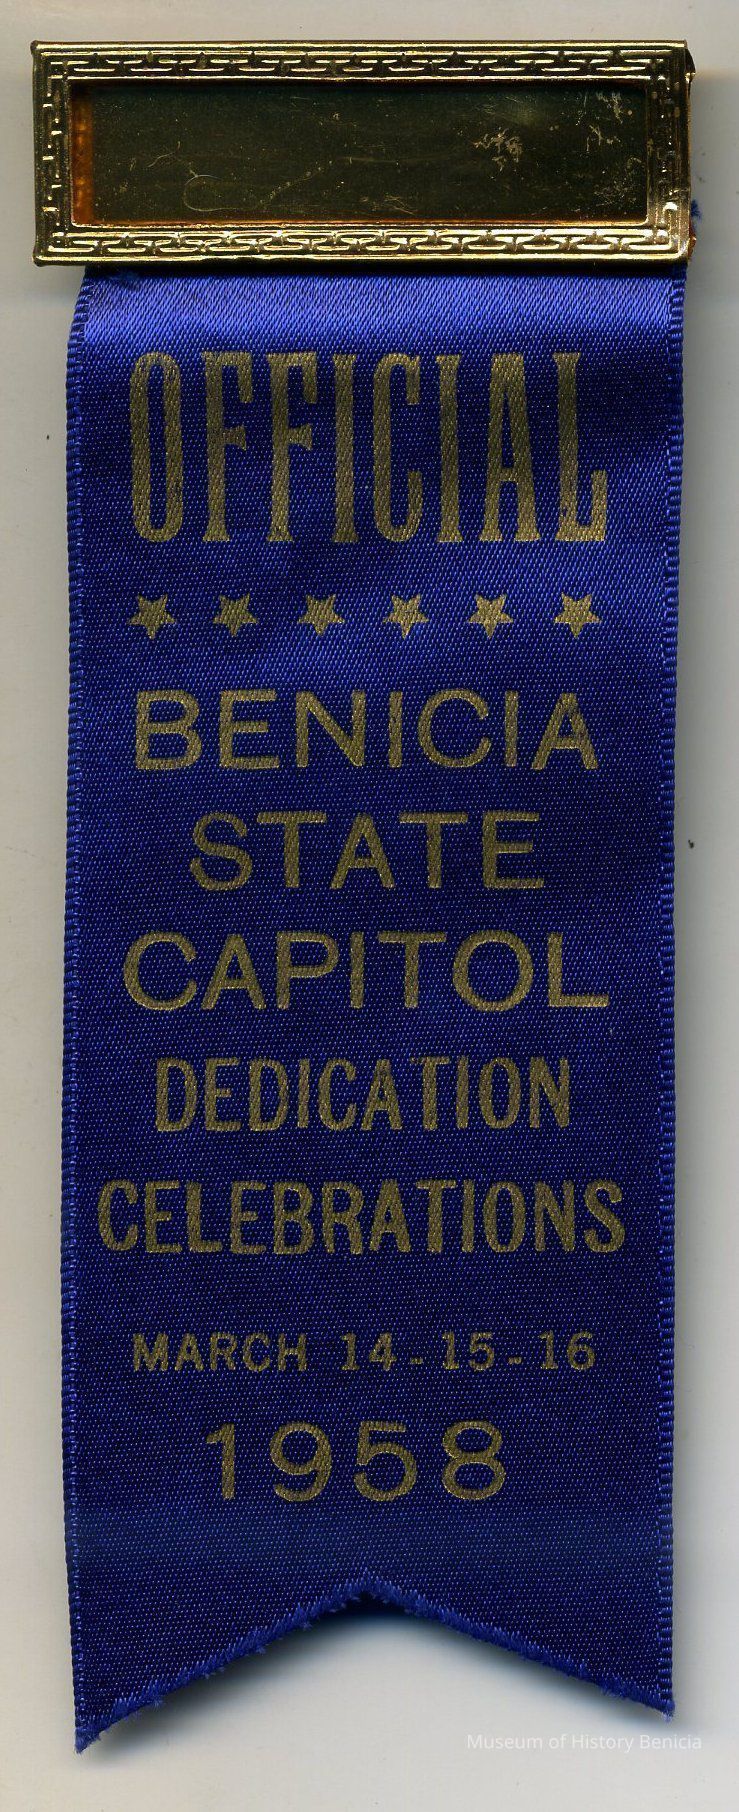 OFFICIAL
BENICIA
STATE
CAPITOL
DEDICATION
CELEBRATIONS
MARCH 14-15-16
1958
Museum of History Benicia